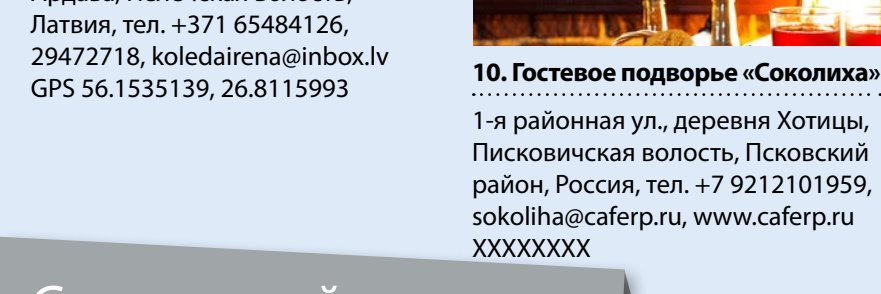 Латвия, тел. +371 65484126,
29472718, koledairena@inbox.lv
GPS 56.1535139, 26.8115993
10. Гостевое подворье «Соколиха»
1-я районная ул., деревня Хотицы,
Писковичская волость, Псковский
район, Россия, тел. +7 9212101959,
sokoliha@caferp.ru, www.caferp.ru
XXXXXXXX